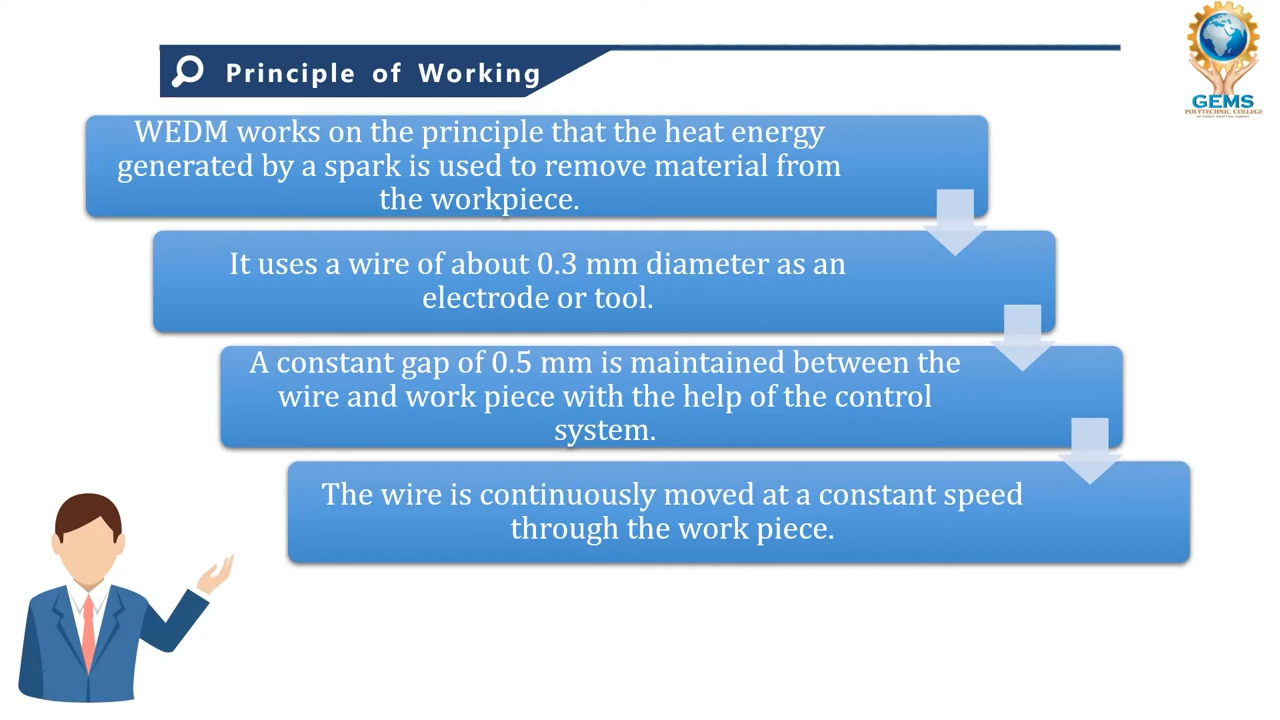 Principle of Working
GEMS
POLYTECHNIC COLLEGE
WEDM works on the principle that the heat energy
generated by a spark is used to remove material from
the workpiece.
It uses a wire of about 0.3 mm diameter as an
electrode or tool.
A constant gap of 0.5 mm is maintained between the
wire and work piece with the help of the control
system.
The wire is continuously moved at a constant speed
through the work piece.